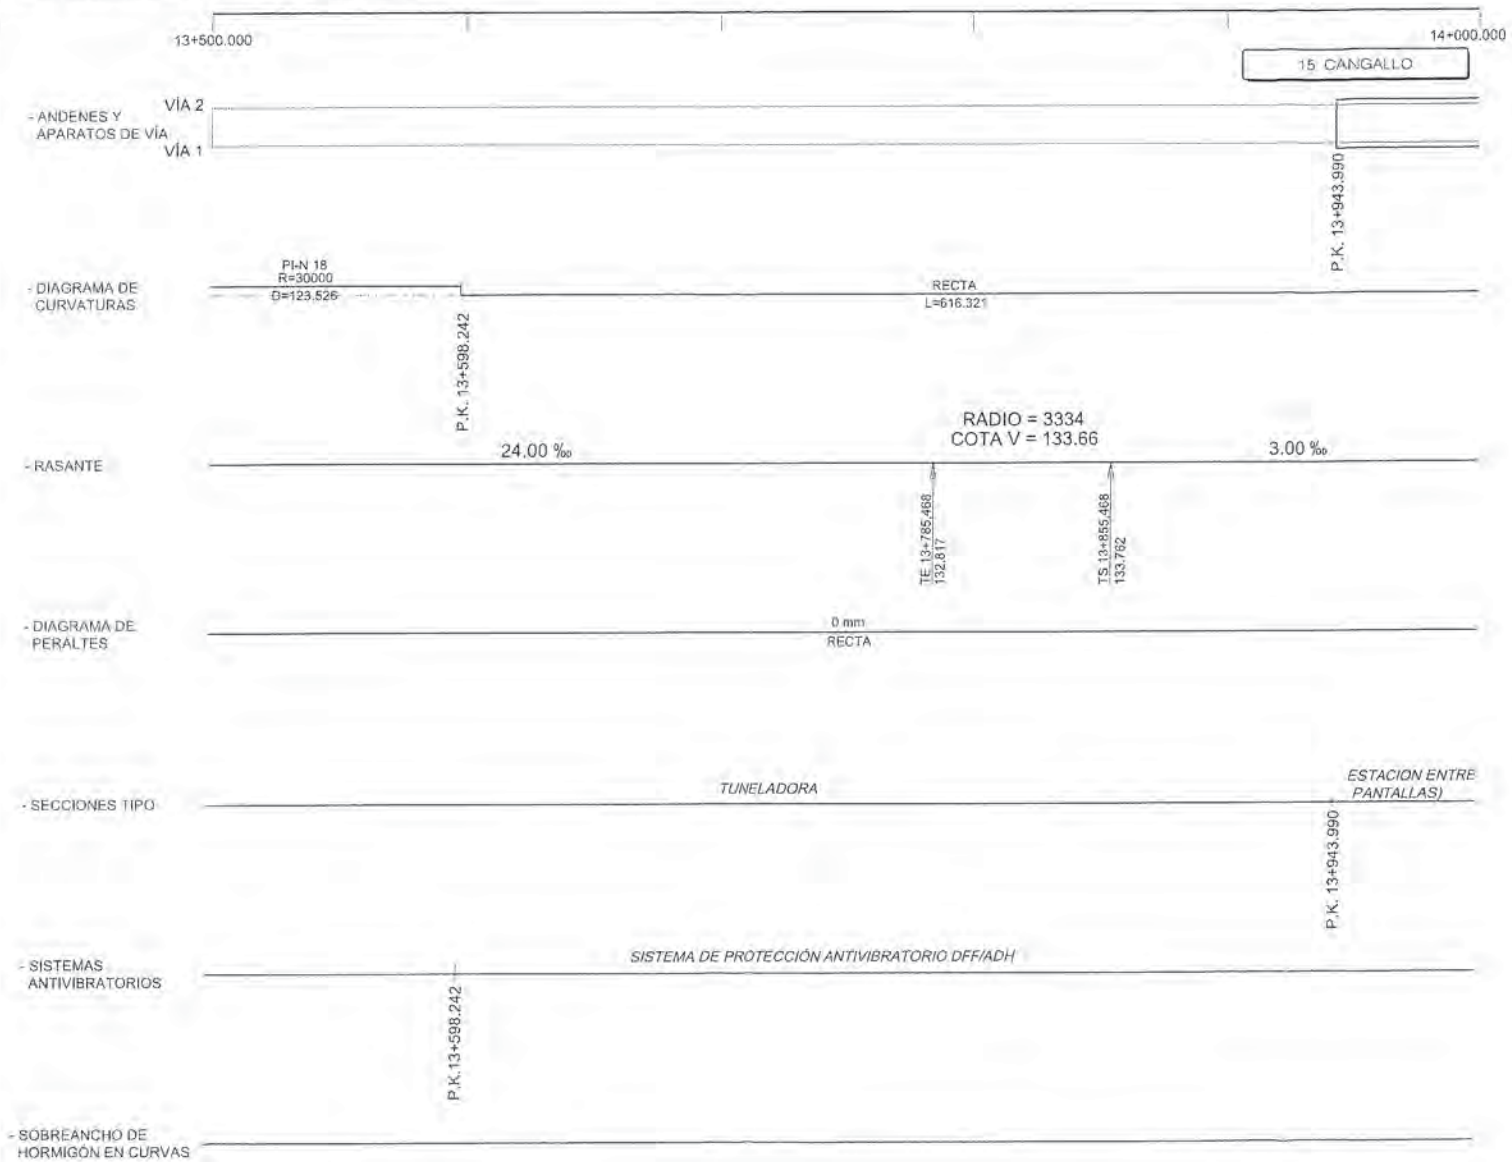 13+500.000
14+000.000
15 CANGALLO
- ANDENES Y
APARATOS DE VÍA
VÍA 2
VÍA 1
P.K. 13+943.990
- DIAGRAMA DE
CURVATURAS
PI-N 18
R=30000
D=123.526
RECTA
L=616.321
P.K. 13+598.242
- RASANTE
24.00 ‰
RADIO = 3334
COTA V = 133.66
3.00 ‰
TE 13+785.468
132.817
TS 13+855.468
133.762
- DIAGRAMA DE
PERALTES
0 mm
RECTA
- SECCIONES TIPO
TUNELADORA
ESTACION ENTRE
PANTALLAS)
P.K. 13+943.990
- SISTEMAS
ANTIVIBRATORIOS
SISTEMA DE PROTECCIÓN ANTIVIBRATORIO DFF/ADH
P.K. 13+598.242
- SOBREANCHO DE
HORMIGÓN EN CURVAS